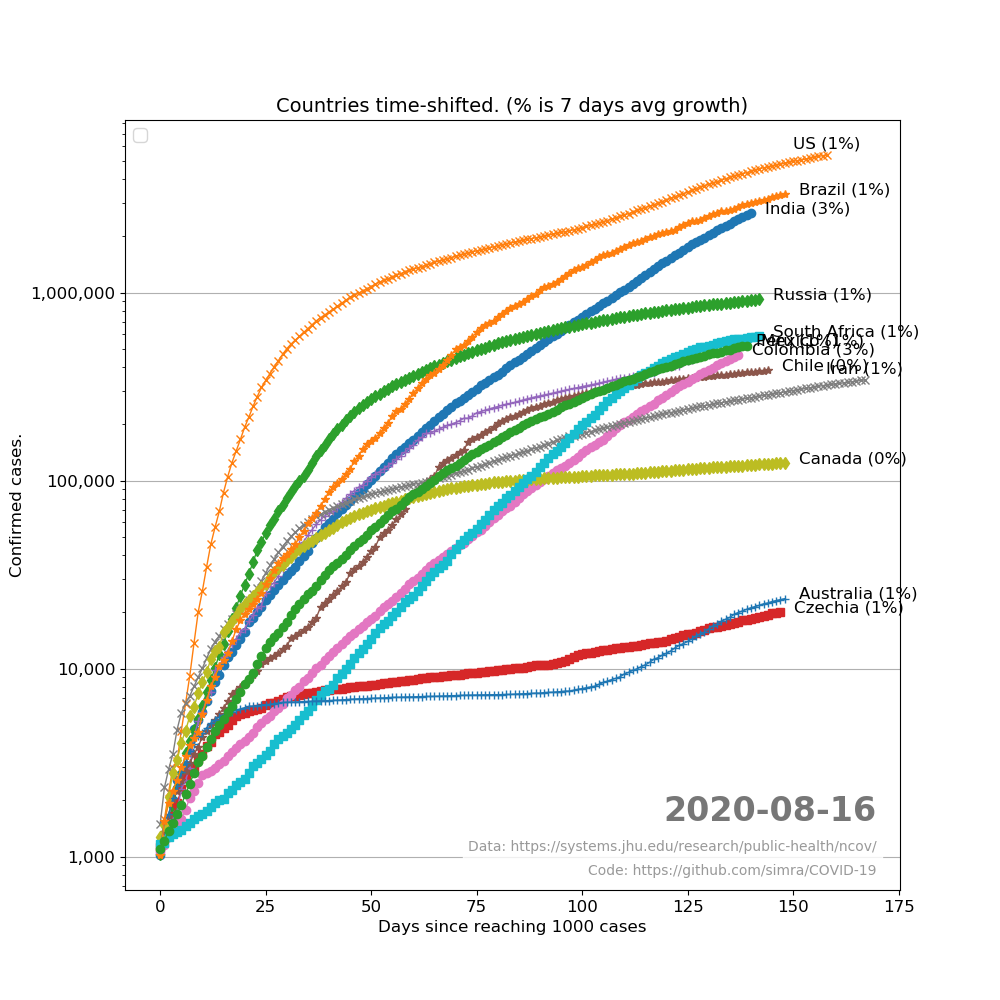 Countries time-shifted. (% is 7 days avg growth)
US (1%)
Brazil (1%)
India (3%)
1,000,000
Russia (1%)
South Africa (1%)
Colombia (3%)
Chile (0%)
Iran (1%)
Canada (0%)
100,000
Confirmed cases.
Australia (1%)
Czechia (1%)
10,000
2020-08-16
Data: https://systems.jhu.edu/research/public-health/ncov/
1,000
Code: https://github.com/simra/COVID-19
0 25 50 75 100 125 150 175
Days since reaching 1000 cases